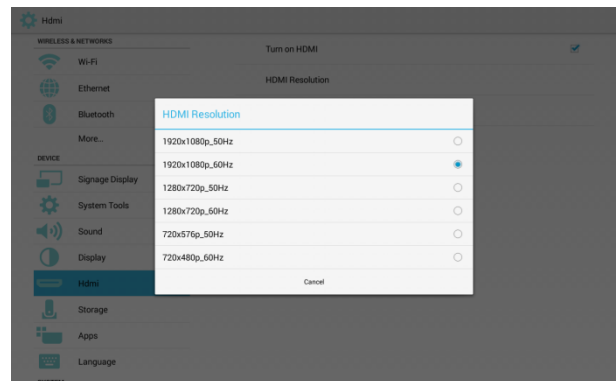 Hdmi
WIRELESS & NETWORKS
Wi-Fi
Ethernet
Bluetooth
More...
DEVICE
Signage Display
System Tools
Sound
Display
Hdmi
Storage
Apps
Language
Turn on HDMI
HDMI Resolution
HDMI Resolution
1920x1080p_50Hz
1920x1080p_60Hz
1280x720p_50Hz
1280x720p_60Hz
720x576p_50Hz
720x480p_60Hz
Cancel